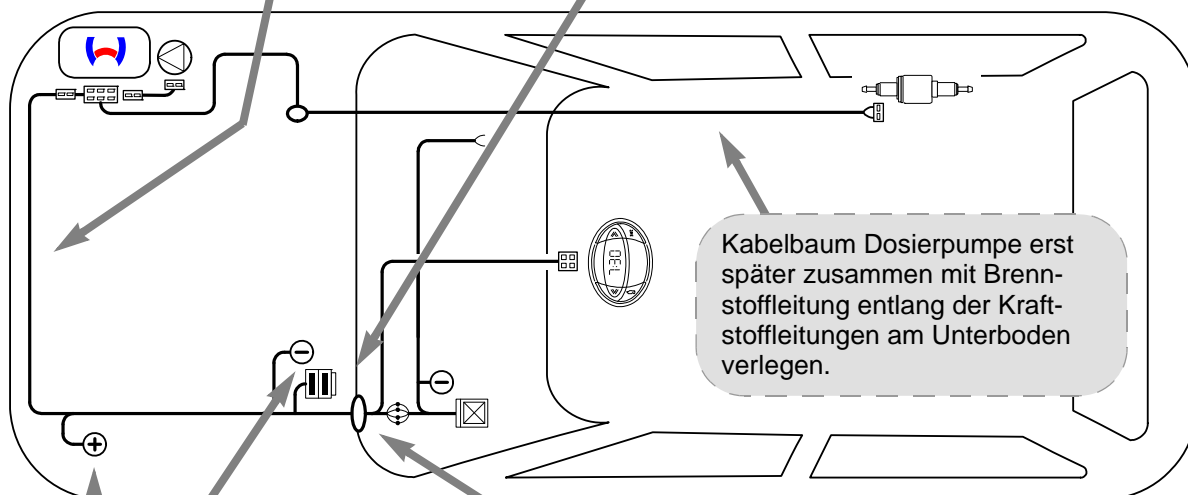 Kabelbaum Dosierpumpe erst
später zusammen mit Brenn-
stoffleitung entlang der Kraft-
stoffleitungen am Unterboden
verlegen.